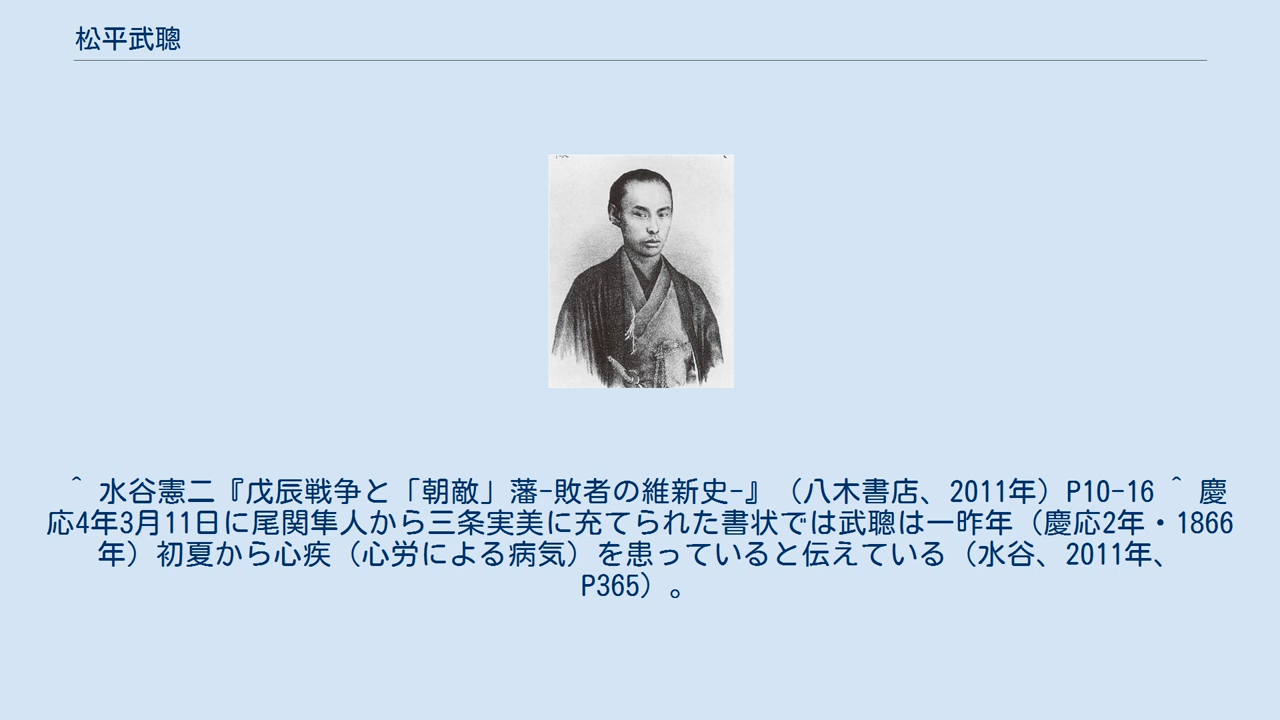 松平武聰
^ 水谷憲二『戊辰戦争と「朝敵」藩-敗者の維新史-』（八木書店、2011年）P10-16 ^ 慶
応4年3月11日に尾関隼人から三条実美に充てられた書状では武聰は一昨年（慶応2年・1866
年）初夏から心疾（心労による病気）を患っていると伝えている（水谷、2011年、
P365）。